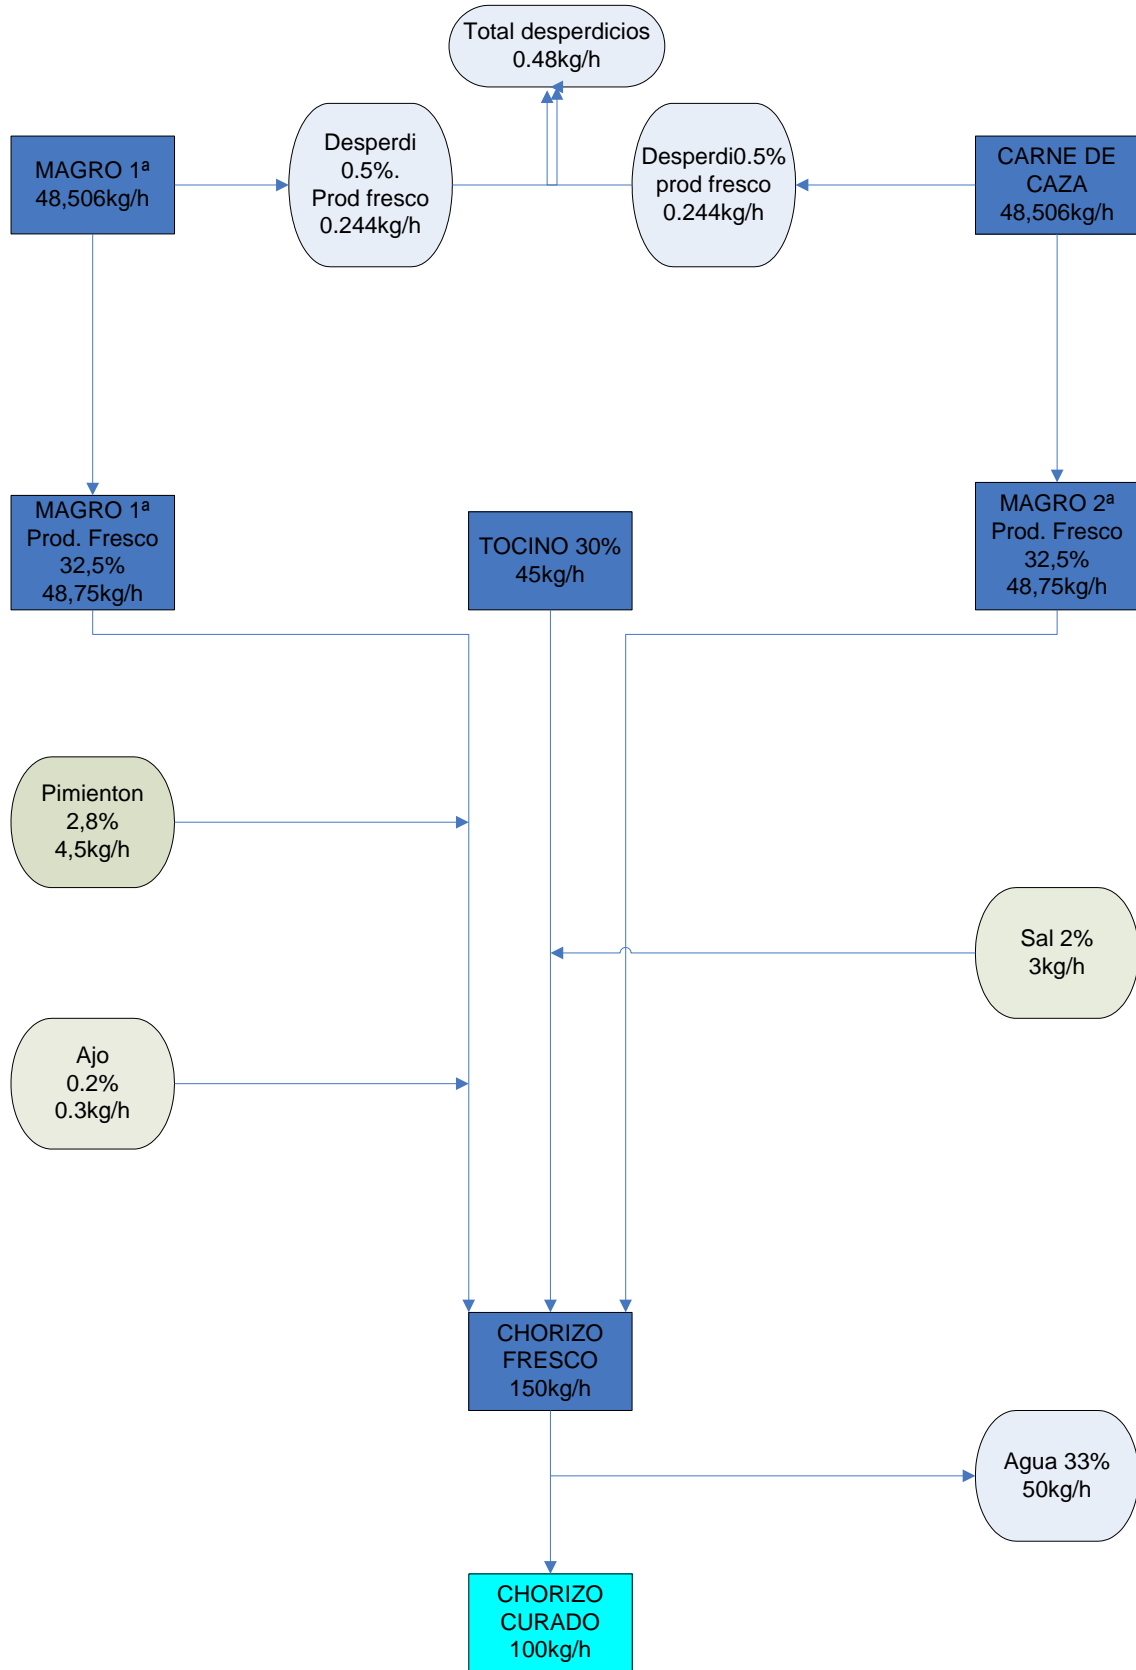 Total desperdicios
0.48kg/h
MAGRO 1ª
48,506kg/h
Desperdi
0.5%.
Prod fresco
0.244kg/h
Desperdi0.5%
prod fresco
0.244kg/h
CARNE DE
CAZA
48,506kg/h
MAGRO 1ª
Prod. Fresco
32,5%
48,75kg/h
TOCINO 30%
45kg/h
MAGRO 2ª
Prod. Fresco
32,5%
48,75kg/h
Pimienton
2,8%
4,5kg/h
Sal 2%
3kg/h
Ajo
0.2%
0.3kg/h
CHORIZO
FRESCO
150kg/h
Agua 33%
50kg/h
CHORIZO
CURADO
100kg/h